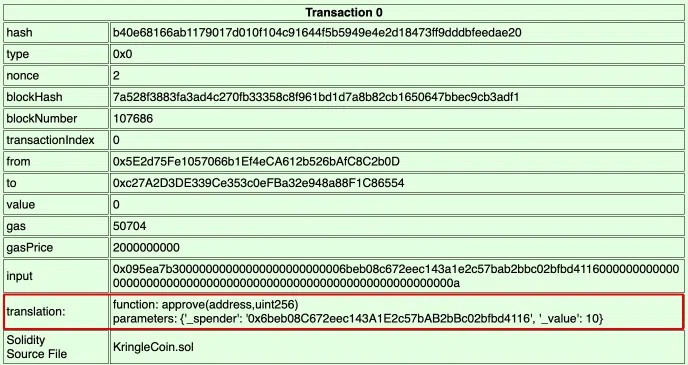 Transaction 0
hash b40e68166ab1179017d010f104c91644f5b5949e4e2d18473ff9dddbfeedae20
type 0x0
nonce 2
blockHash 7a528f3883fa3ad4c270fb33358c8f961bd1d7a8b82cb1650647bbec9cb3adf1
blockNumber 107686
transactionIndex 0
from 0x5E2d75Fe1057066b1Ef4eCA612b526bAfC8C2b0D
to 0xc27A2D3DE339Ce353c0eFBa32e948a88F1C86554
value 0
gas 50704
gasPrice 2000000000
input 0x095ea7b30000000000000000000000006beb08c672eec143a1e2c57bab2bbc02bfbd4116000000000000
0000000000000000000000000000000000000000000000000000a
translation: function: approve(address,uint256)
parameters: {'_spender': '0x6beb08C672eec143A1E2c57bAB2bBc02bfbd4116', '_value': 10}
Solidity
Source File KringleCoin.sol